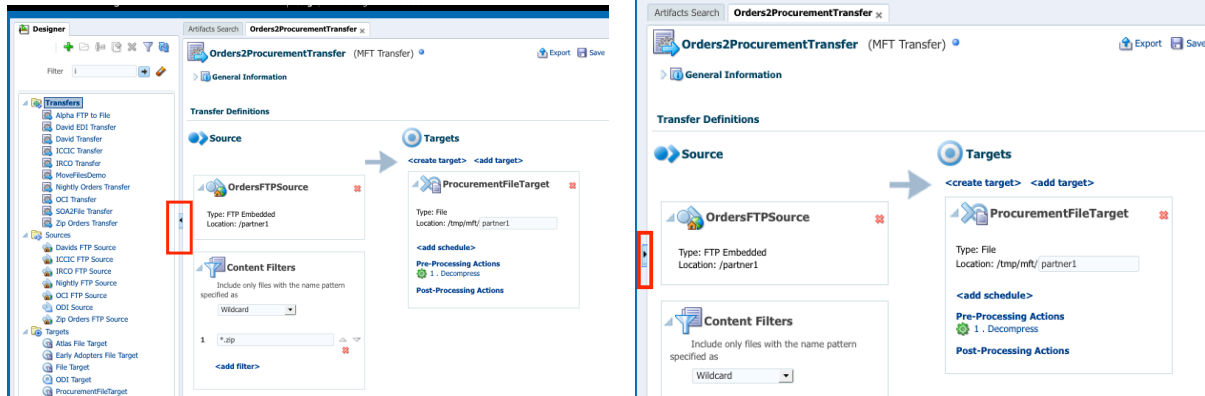 Designer
Filter i
Transfers
Alpha FTP to File
David EDI Transfer
David Transfer
ICCIC Transfer
IRCO Transfer
MoveFilesDemo
Nightly Orders Transfer
OCI Transfer
SOA2File Transfer
Zip Orders Transfer
Sources
Davids FTP Source
ICCIC FTP Source
IRCO FTP Source
Nightly FTP Source
OCI FTP Source
ODI Source
Zip Orders FTP Source
Targets
Atlas File Target
Early Adopters File Target
File Target
ODI Target
ProcurementFileTarget
Artifacts Search Orders2ProcurementTransfer x
Orders2ProcurementTransfer (MFT Transfer) Export Save
General Information
Transfer Definitions
Source
OrdersFTPSource
Type: FTP Embedded
Location: /partner1
Content Filters
Include only files with the name pattern
specified as
Wildcard
1 *.zip
<add filter>
Targets
<create target> <add target>
ProcurementFileTarget
Type: File
Location: /tmp/mft/ partner1
<add schedule>
Pre-Processing Actions
1 . Decompress
Post-Processing Actions
Artifacts Search Orders2ProcurementTransfer x
Orders2ProcurementTransfer (MFT Transfer) Export Save
General Information
Transfer Definitions
Source
OrdersFTPSource
Type: FTP Embedded
Location: /partner1
Content Filters
Include only files with the name pattern
specified as
Wildcard
Targets
<create target> <add target>
ProcurementFileTarget
Type: File
Location: /tmp/mft/ partner1
<add schedule>
Pre-Processing Actions
1 . Decompress
Post-Processing Actions